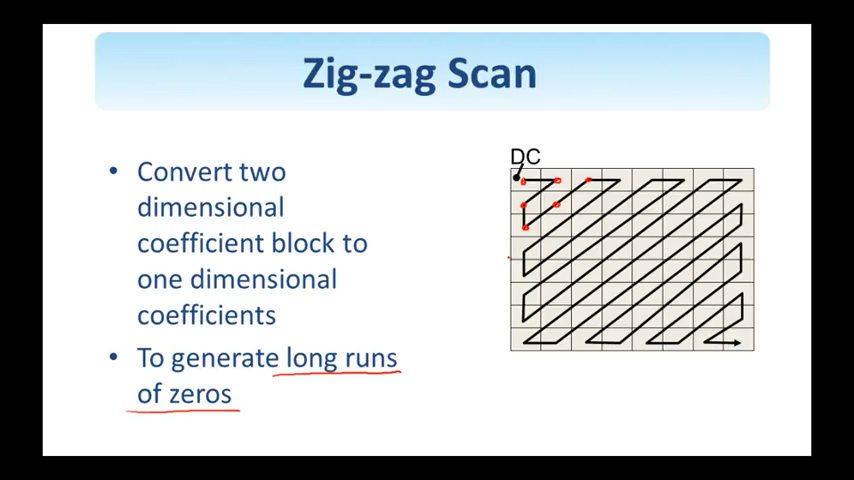 Zig-zag Scan
• Convert two
dimensional
coefficient block to
one dimensional
coefficients
• To generate long runs
of zeros
DC